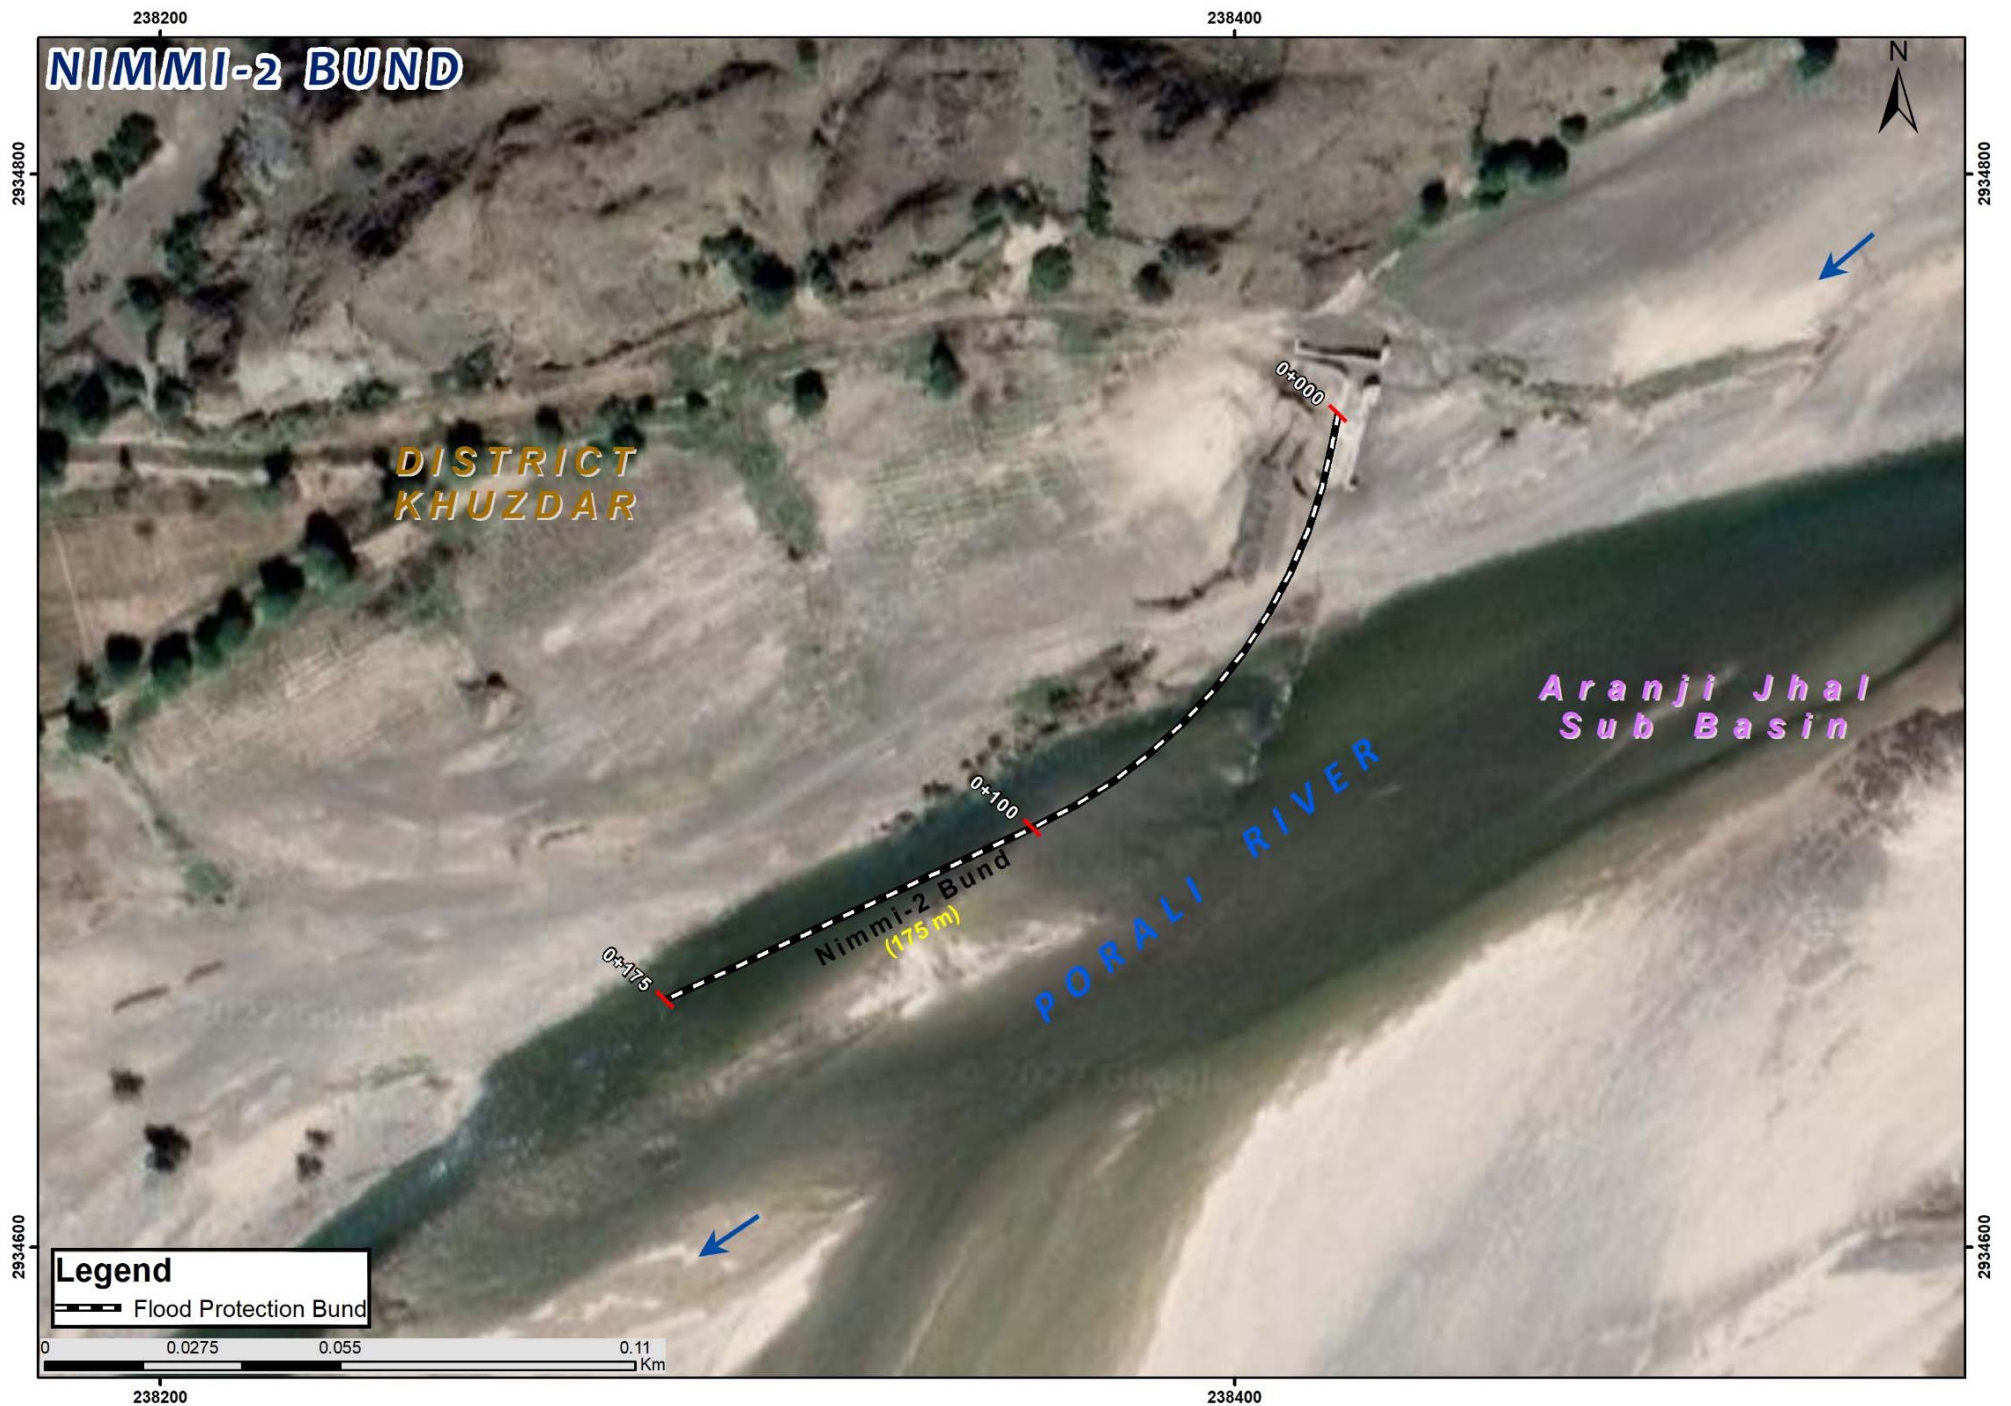 238200
238400
NIMMI-2 BUND
N
2934800
2934800
0+000
DISTRICT
KHUZDAR
Aranji Jhal
Sub Basin
PORALI RIVER
0+100
Nimmi-2 Bund
(175 m)
0+175
© 2022 Google
2934600
2934600
Legend
Flood Protection Bund
0
0.0275
0.055
0.11
Km
238200
238400